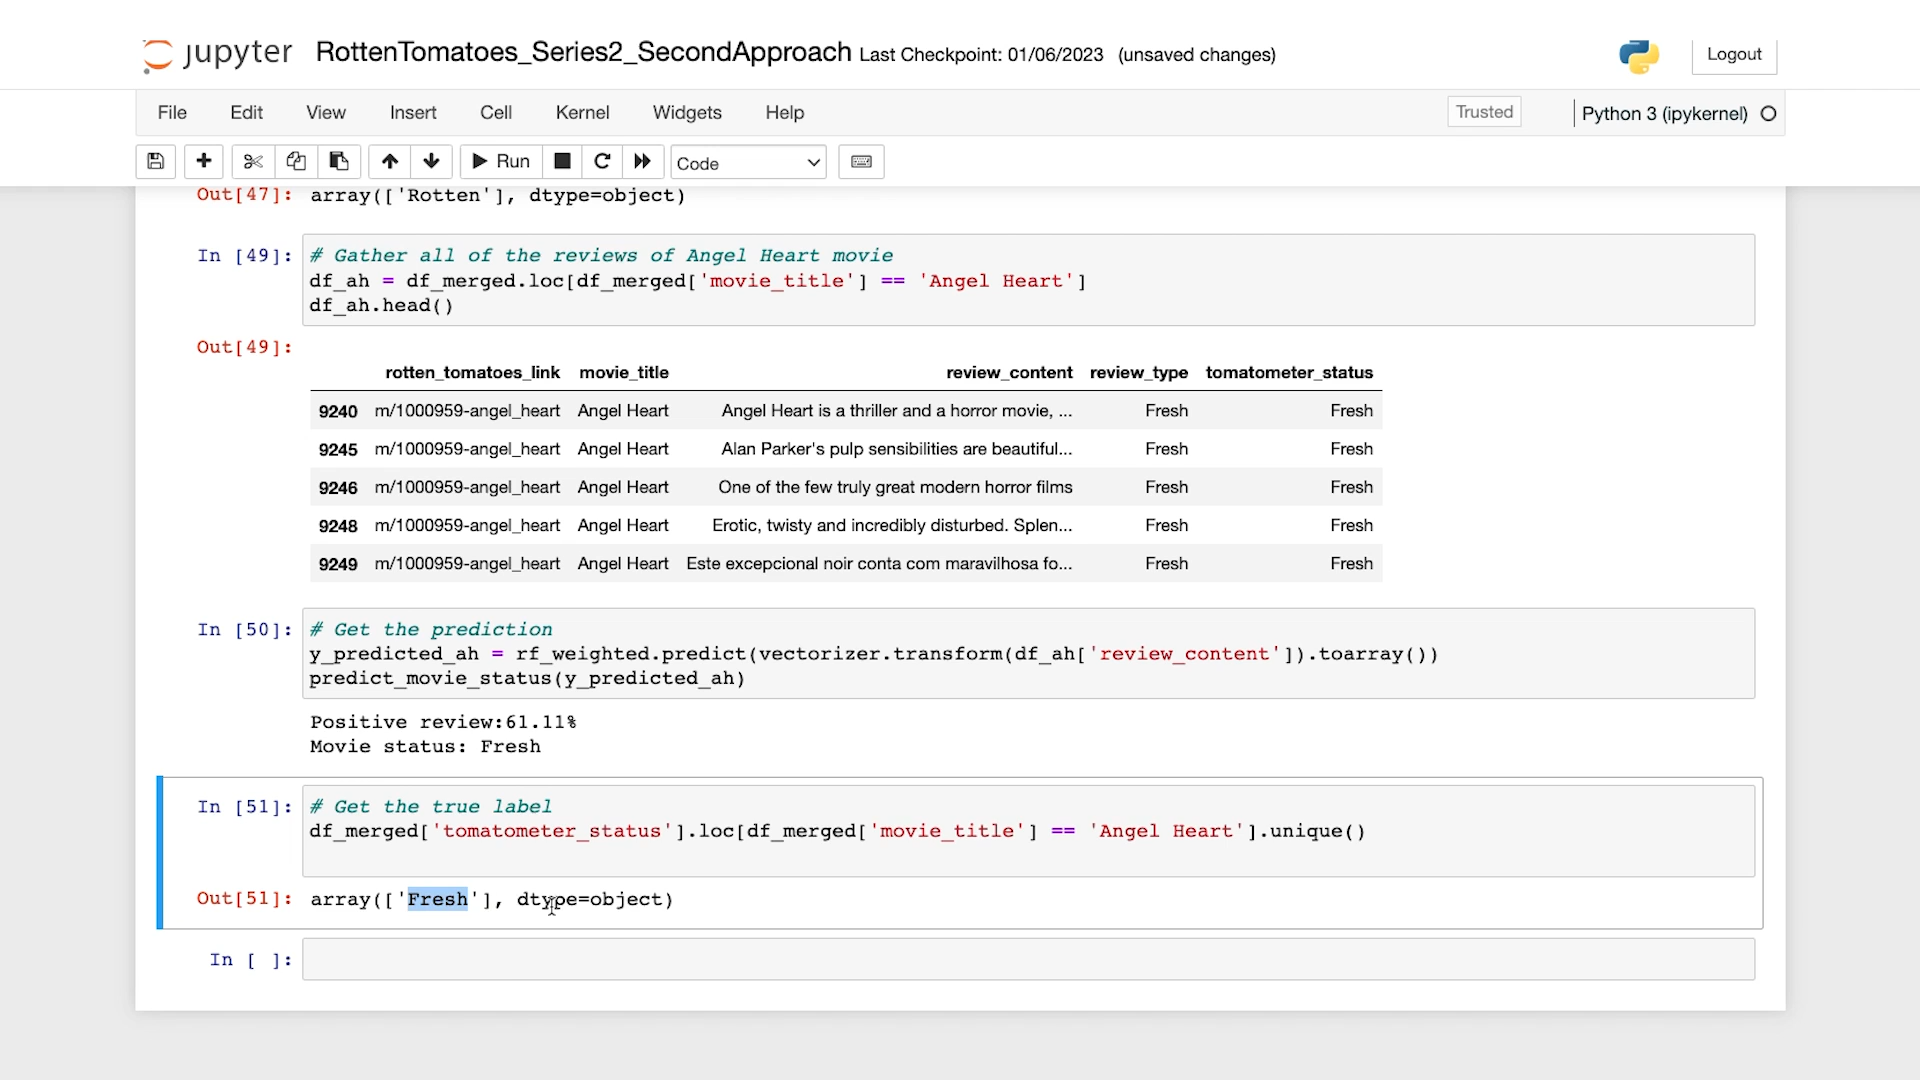 jupyter RottenTomatoes_Series2_SecondApproach Last Checkpoint: 01/06/2023 (unsaved changes) Logout
File Edit View Insert Cell Kernel Widgets Help Trusted Python 3 (ipykernel)
Run Code
Out[47]: array(['Rotten'], dtype=object)
In [49]: # Gather all of the reviews of Angel Heart movie
df_ah = df_merged.loc[df_merged['movie_title'] == 'Angel Heart']
df_ah.head()
Out[49]:
rotten_tomatoes_link movie_title review_content review_type tomatometer_status
9240 m/1000959-angel_heart Angel Heart Angel Heart is a thriller and a horror movie, ... Fresh Fresh
9245 m/1000959-angel_heart Angel Heart Alan Parker's pulp sensibilities are beautiful... Fresh Fresh
9246 m/1000959-angel_heart Angel Heart One of the few truly great modern horror films Fresh Fresh
9248 m/1000959-angel_heart Angel Heart Erotic, twisty and incredibly disturbed. Splen... Fresh Fresh
9249 m/1000959-angel_heart Angel Heart Este excepcional noir conta com maravilhosa fo... Fresh Fresh
In [50]: # Get the prediction
y_predicted_ah = rf_weighted.predict(vectorizer.transform(df_ah['review_content']).toarray())
predict_movie_status(y_predicted_ah)
Positive review:61.11%
Movie status: Fresh
In [51]: # Get the true label
df_merged['tomatometer_status'].loc[df_merged['movie_title'] == 'Angel Heart'].unique()
Out[51]: array(['Fresh'], dtype=object)
In [ ]: